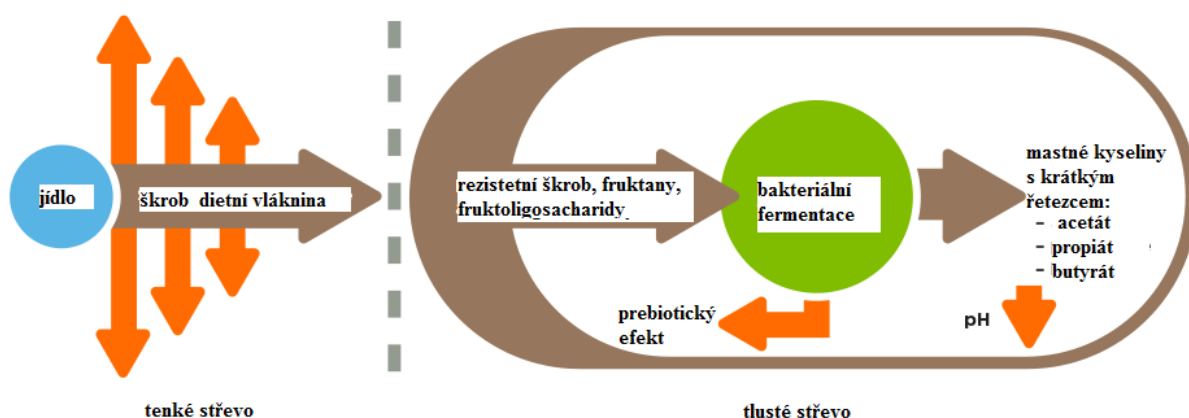 jídlo
škrob dietní vláknina
rezistetní škrob, fruktany,
fruktoligosacharidy
bakteriální
fermentace
mastné kyseliny
s krátkým
řetezcem:
- acetát
- propiát
- butyrát
prebiotický
efekt
pH
tenké střevo
tlusté střevo